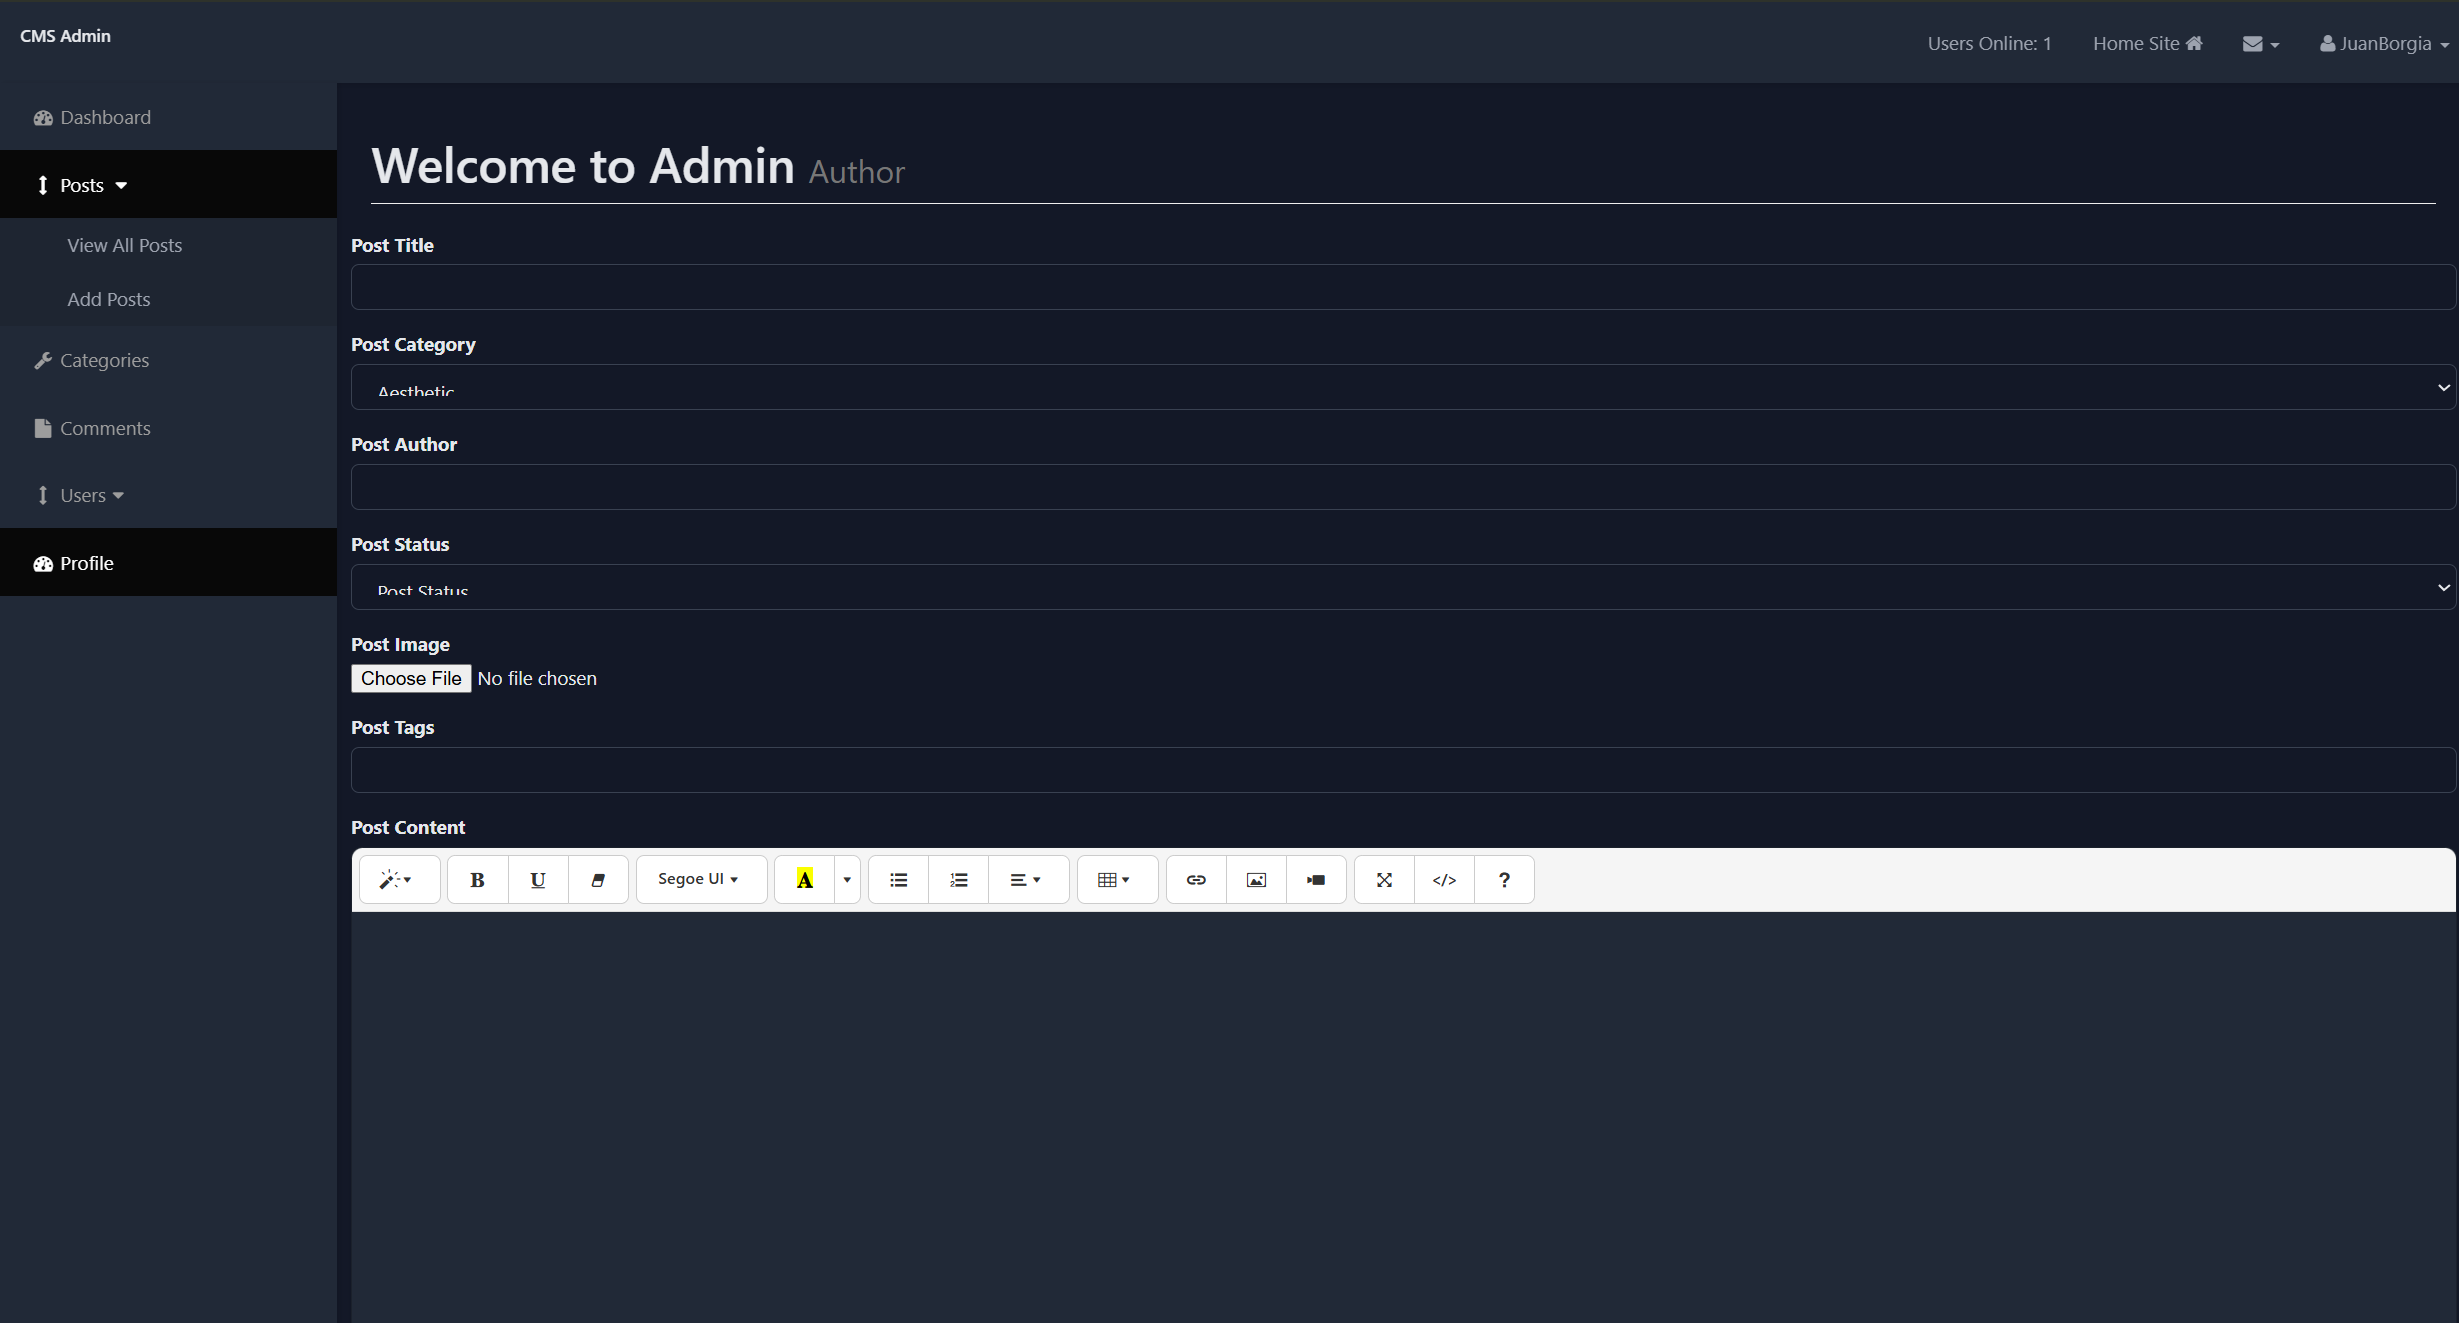 CMS Admin
Users Online: 1
Home Site
JuanBorgia
Dashboard
Posts
View All Posts
Add Posts
Categories
Comments
Users
Profile
Welcome to Admin Author
Post Title
Post Category
Aesthetic
Post Author
Post Status
Post Status
Post Image
Choose File No file chosen
Post Tags
Post Content
B U Segoe UI A </> ?